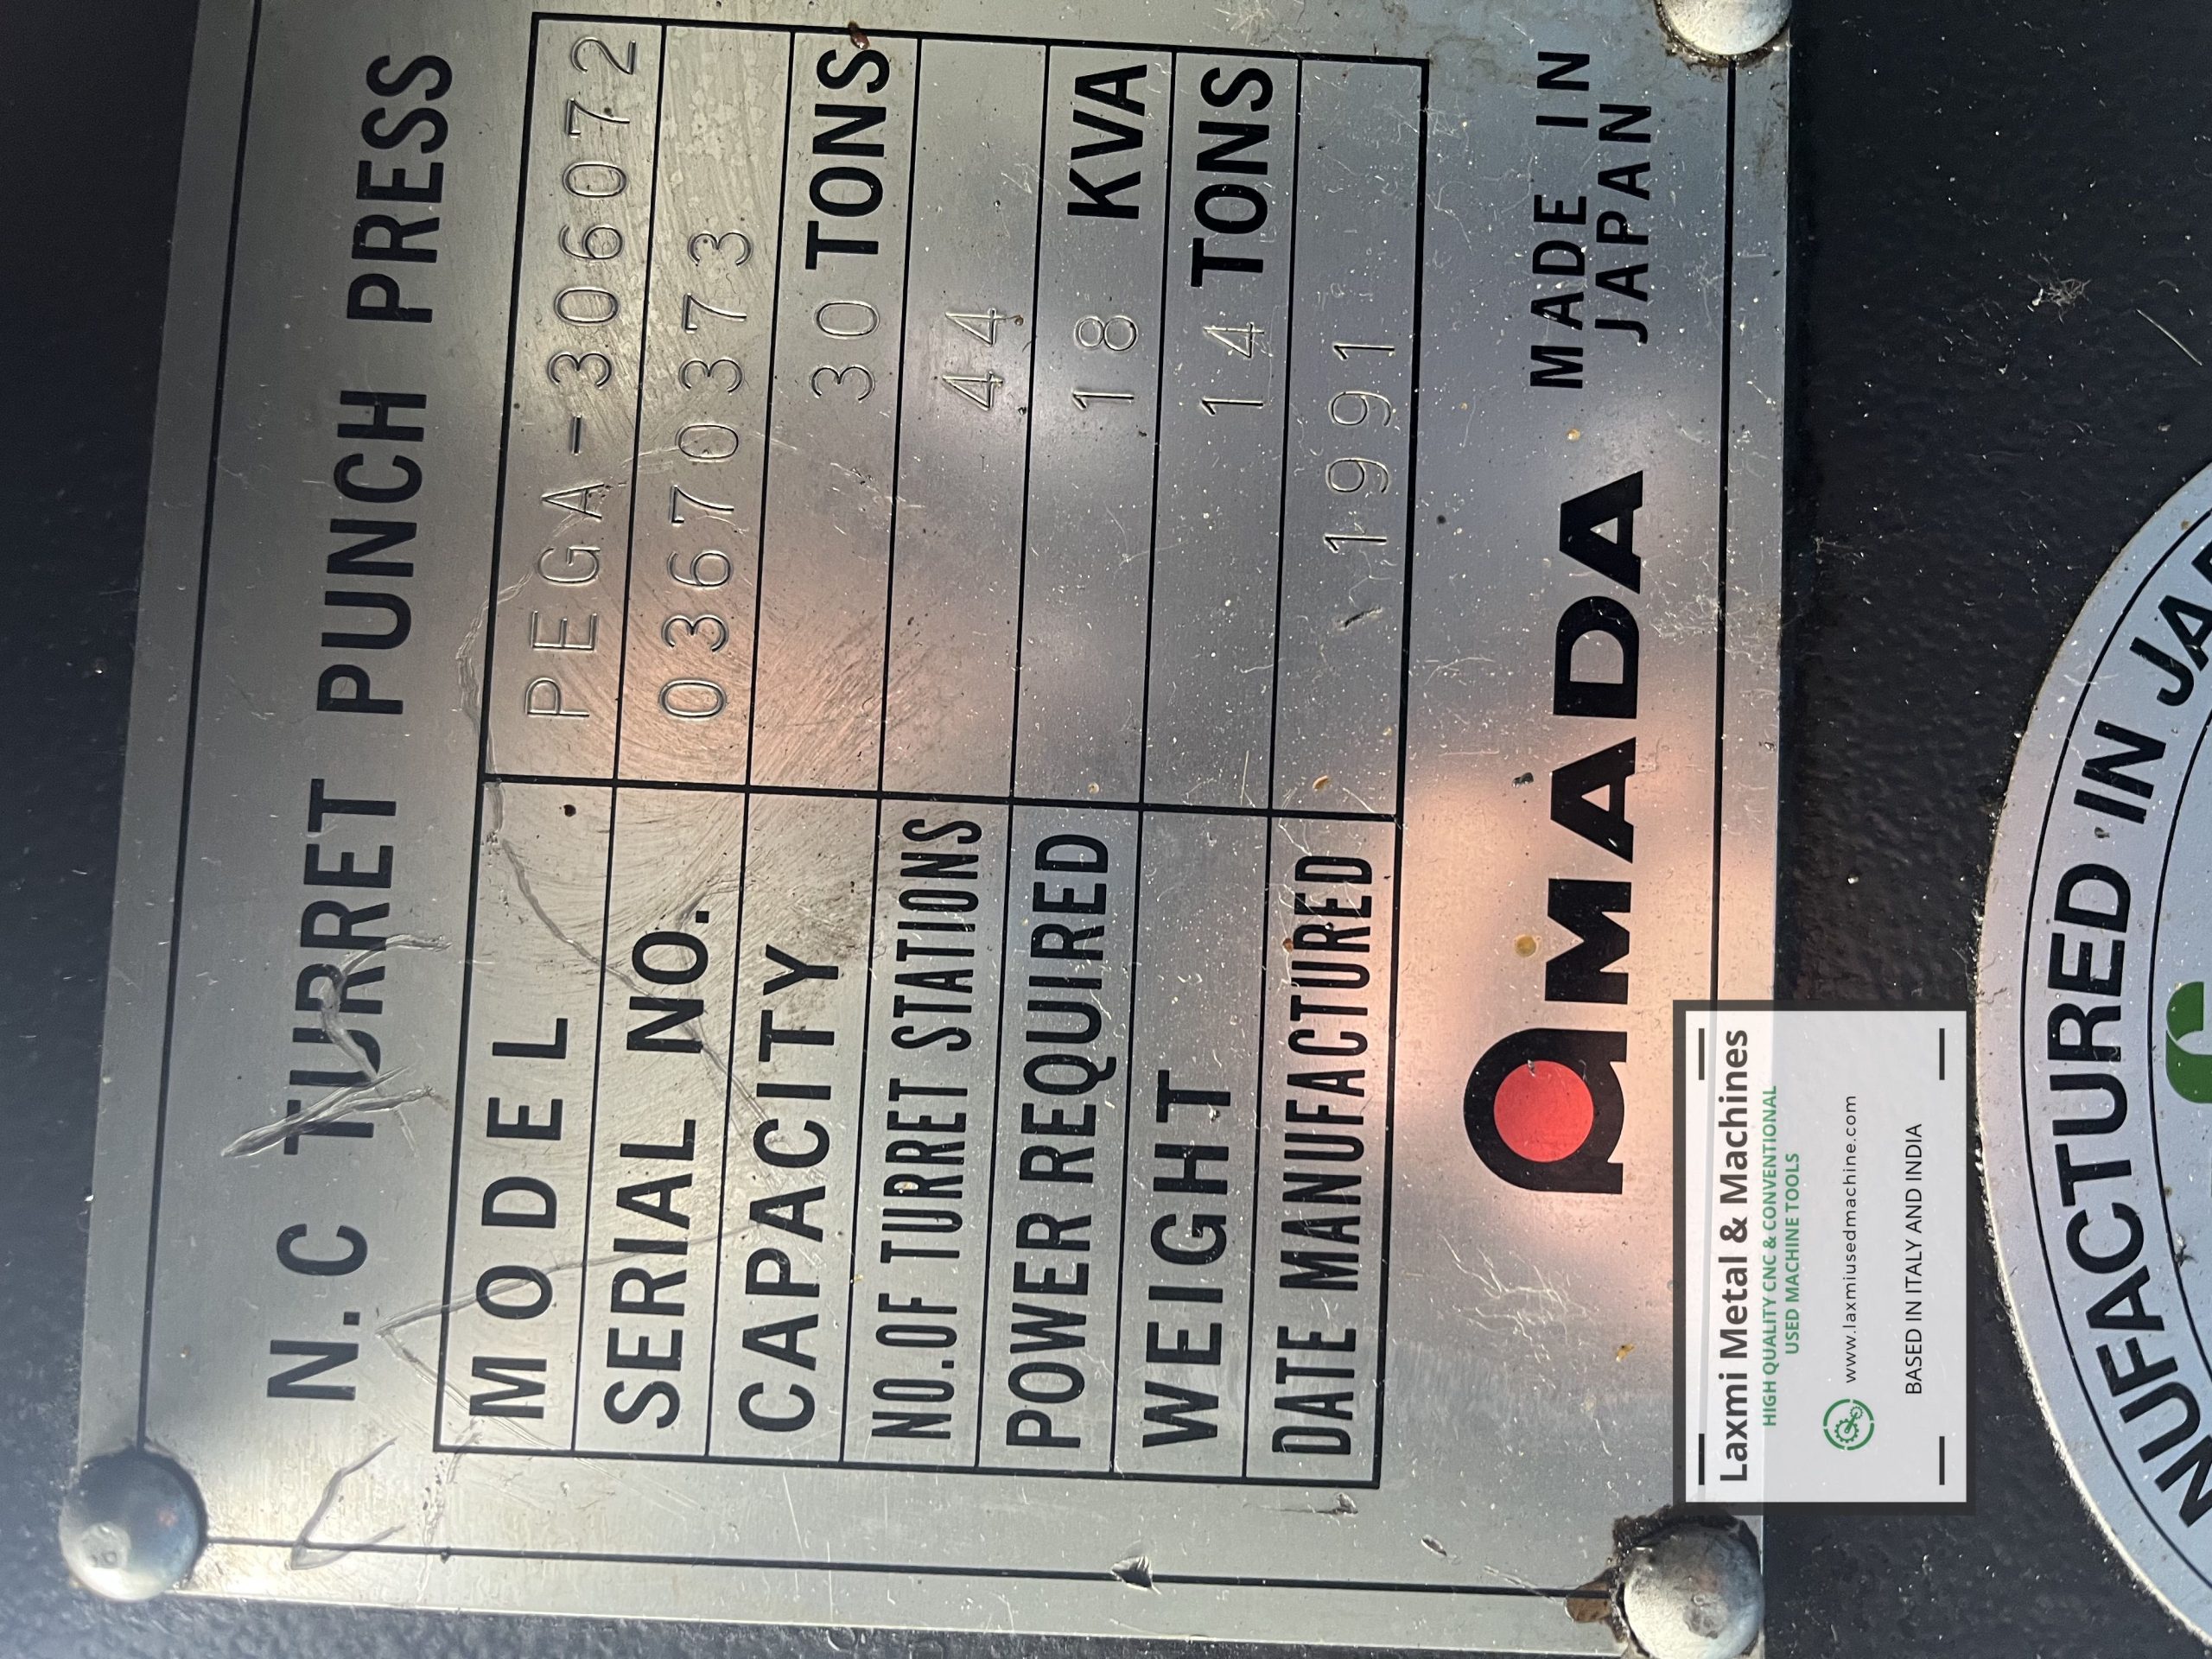 N.C TURRET PUNCH PRESS
MODEL PEGA-306072
SERIAL NO. 03670373
CAPACITY 30 TONS
NO.OF TURRET STATIONS 44
POWER REQUIRED 18 KVA
WEIGHT 14 TONS
DATE MANUFACTURED 1991
AMADA
MADE IN
JAPAN
Laxmi Metal & Machines
HIGH QUALITY CNC & CONVENTIONAL
USED MACHINE TOOLS
www.laxmiusedmachine.com
BASED IN ITALY AND INDIA
NUFACTURED IN JAP